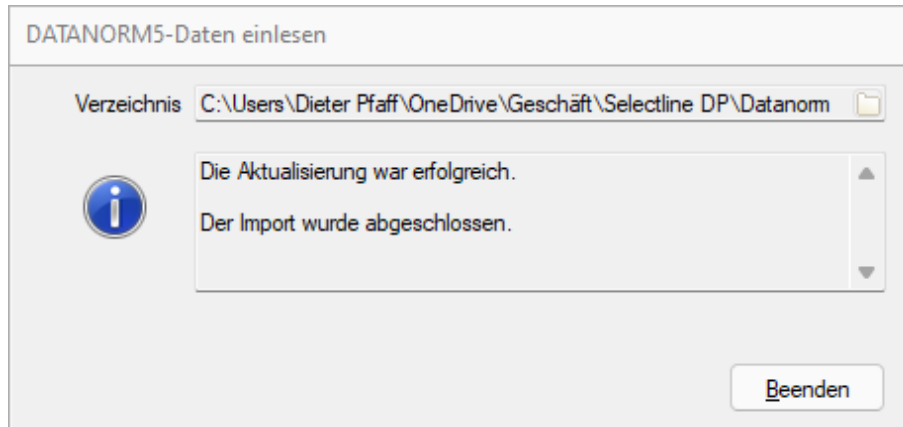 DATANORM5-Daten einlesen
Verzeichnis C:\Users\Dieter Pfaff\OneDrive\Geschäft\Selectline DP\Datanorm
Die Aktualisierung war erfolgreich.
Der Import wurde abgeschlossen.
Beenden